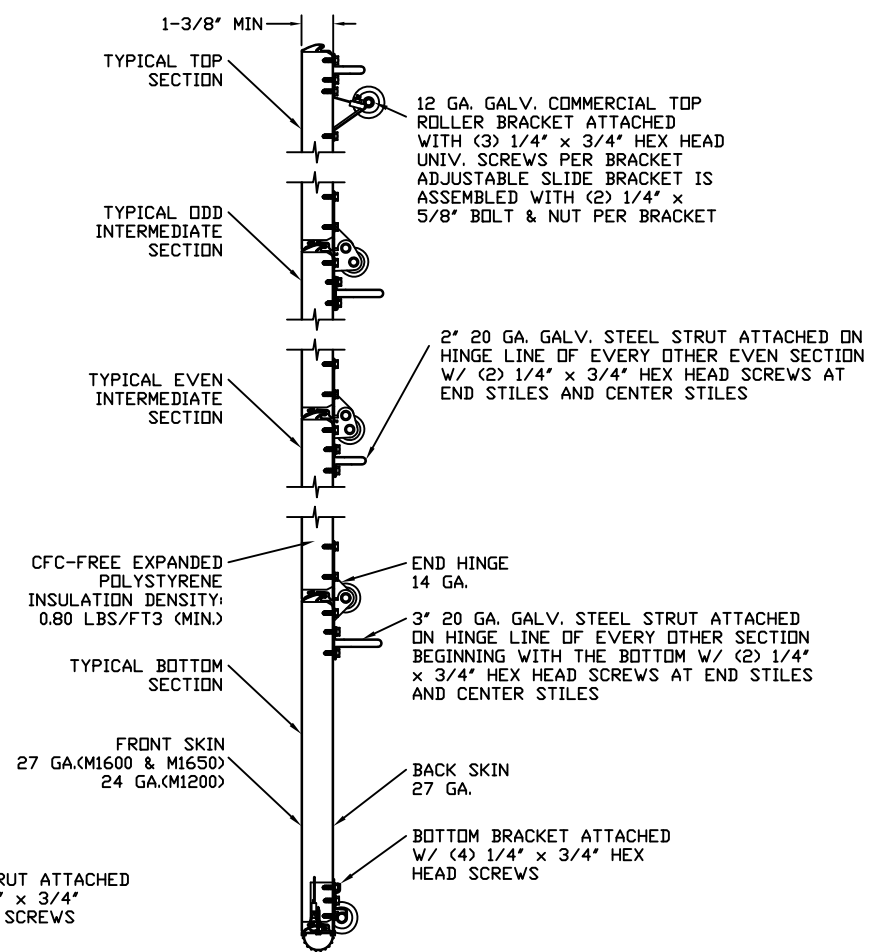 1-3/8" MIN
TYPICAL TOP
SECTION
12 GA. GALV. COMMERCIAL TOP
ROLLER BRACKET ATTACHED
WITH (3) 1/4" x 3/4" HEX HEAD
UNIV. SCREWS PER BRACKET
ADJUSTABLE SLIDE BRACKET IS
ASSEMBLED WITH (2) 1/4" x
5/8" BOLT & NUT PER BRACKET
TYPICAL ODD
INTERMEDIATE
SECTION
2" 20 GA. GALV. STEEL STRUT ATTACHED ON
HINGE LINE OF EVERY OTHER EVEN SECTION
W/ (2) 1/4" x 3/4" HEX HEAD SCREWS AT
END STILES AND CENTER STILES
TYPICAL EVEN
INTERMEDIATE
SECTION
CFC-FREE EXPANDED
POLYSTYRENE
INSULATION DENSITY:
0.80 LBS/FT3 (MIN.)
END HINGE
14 GA.
3" 20 GA. GALV. STEEL STRUT ATTACHED
ON HINGE LINE OF EVERY OTHER SECTION
BEGINNING WITH THE BOTTOM W/ (2) 1/4"
x 3/4" HEX HEAD SCREWS AT END STILES
AND CENTER STILES
TYPICAL BOTTOM
SECTION
FRONT SKIN
27 GA.(M1600 & M1650)
24 GA.(M1200)
BACK SKIN
27 GA.
BOTTOM BRACKET ATTACHED
W/ (4) 1/4" x 3/4" HEX
HEAD SCREWS
RUT ATTACHED
" x 3/4"
SCREWS